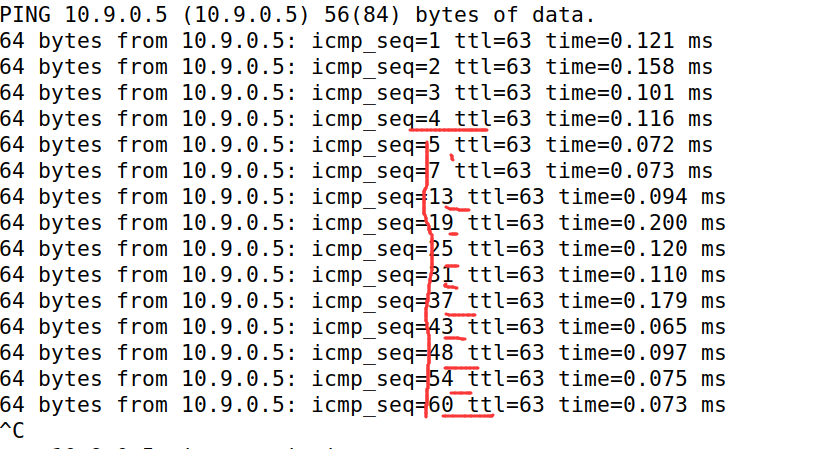 PING 10.9.0.5 (10.9.0.5) 56(84) bytes of data.
64 bytes from 10.9.0.5: icmp_seq=1 ttl=63 time=0.121 ms
64 bytes from 10.9.0.5: icmp_seq=2 ttl=63 time=0.158 ms
64 bytes from 10.9.0.5: icmp_seq=3 ttl=63 time=0.101 ms
64 bytes from 10.9.0.5: icmp_seq=4 ttl=63 time=0.116 ms
64 bytes from 10.9.0.5: icmp_seq=5 ttl=63 time=0.072 ms
64 bytes from 10.9.0.5: icmp_seq=7 ttl=63 time=0.073 ms
64 bytes from 10.9.0.5: icmp_seq=13 ttl=63 time=0.094 ms
64 bytes from 10.9.0.5: icmp_seq=19 ttl=63 time=0.200 ms
64 bytes from 10.9.0.5: icmp_seq=25 ttl=63 time=0.120 ms
64 bytes from 10.9.0.5: icmp_seq=31 ttl=63 time=0.110 ms
64 bytes from 10.9.0.5: icmp_seq=37 ttl=63 time=0.179 ms
64 bytes from 10.9.0.5: icmp_seq=43 ttl=63 time=0.065 ms
64 bytes from 10.9.0.5: icmp_seq=48 ttl=63 time=0.097 ms
64 bytes from 10.9.0.5: icmp_seq=54 ttl=63 time=0.075 ms
64 bytes from 10.9.0.5: icmp_seq=60 ttl=63 time=0.073 ms
^C